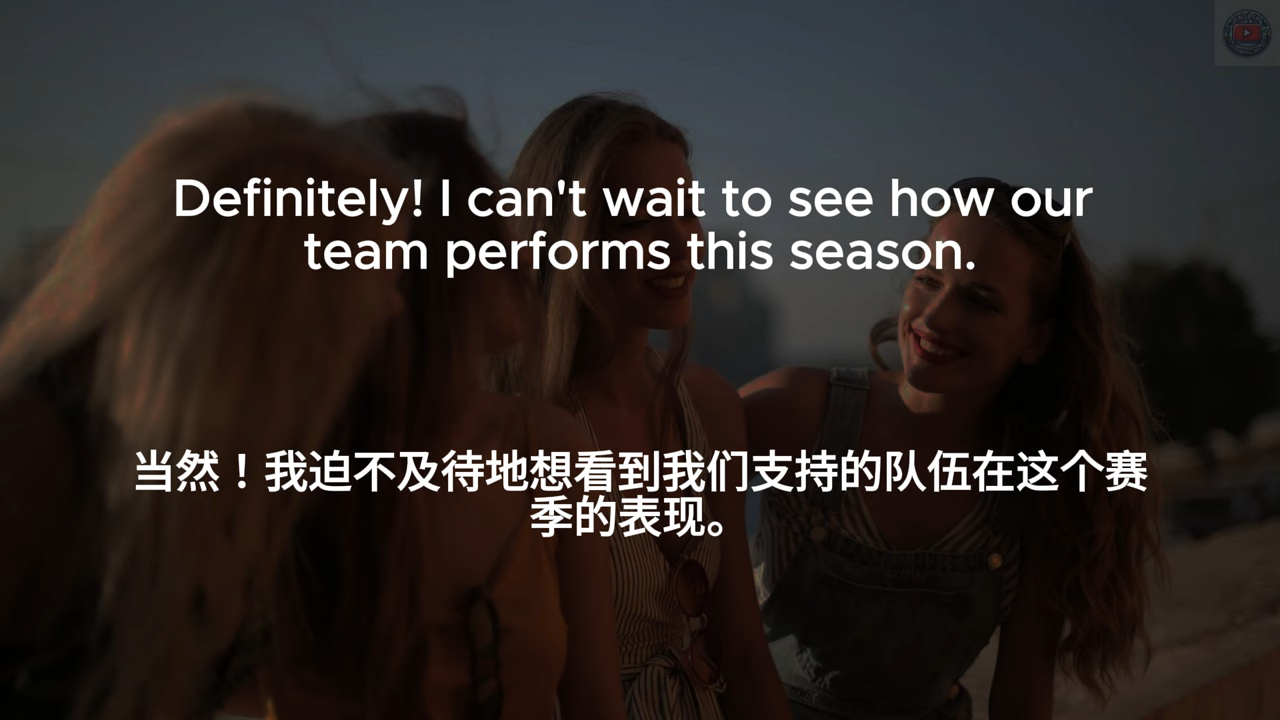 Definitely! I can't wait to see how our
team performs this season.
当然！我迫不及待地想看到我们支持的队伍在这个赛
季的表现。